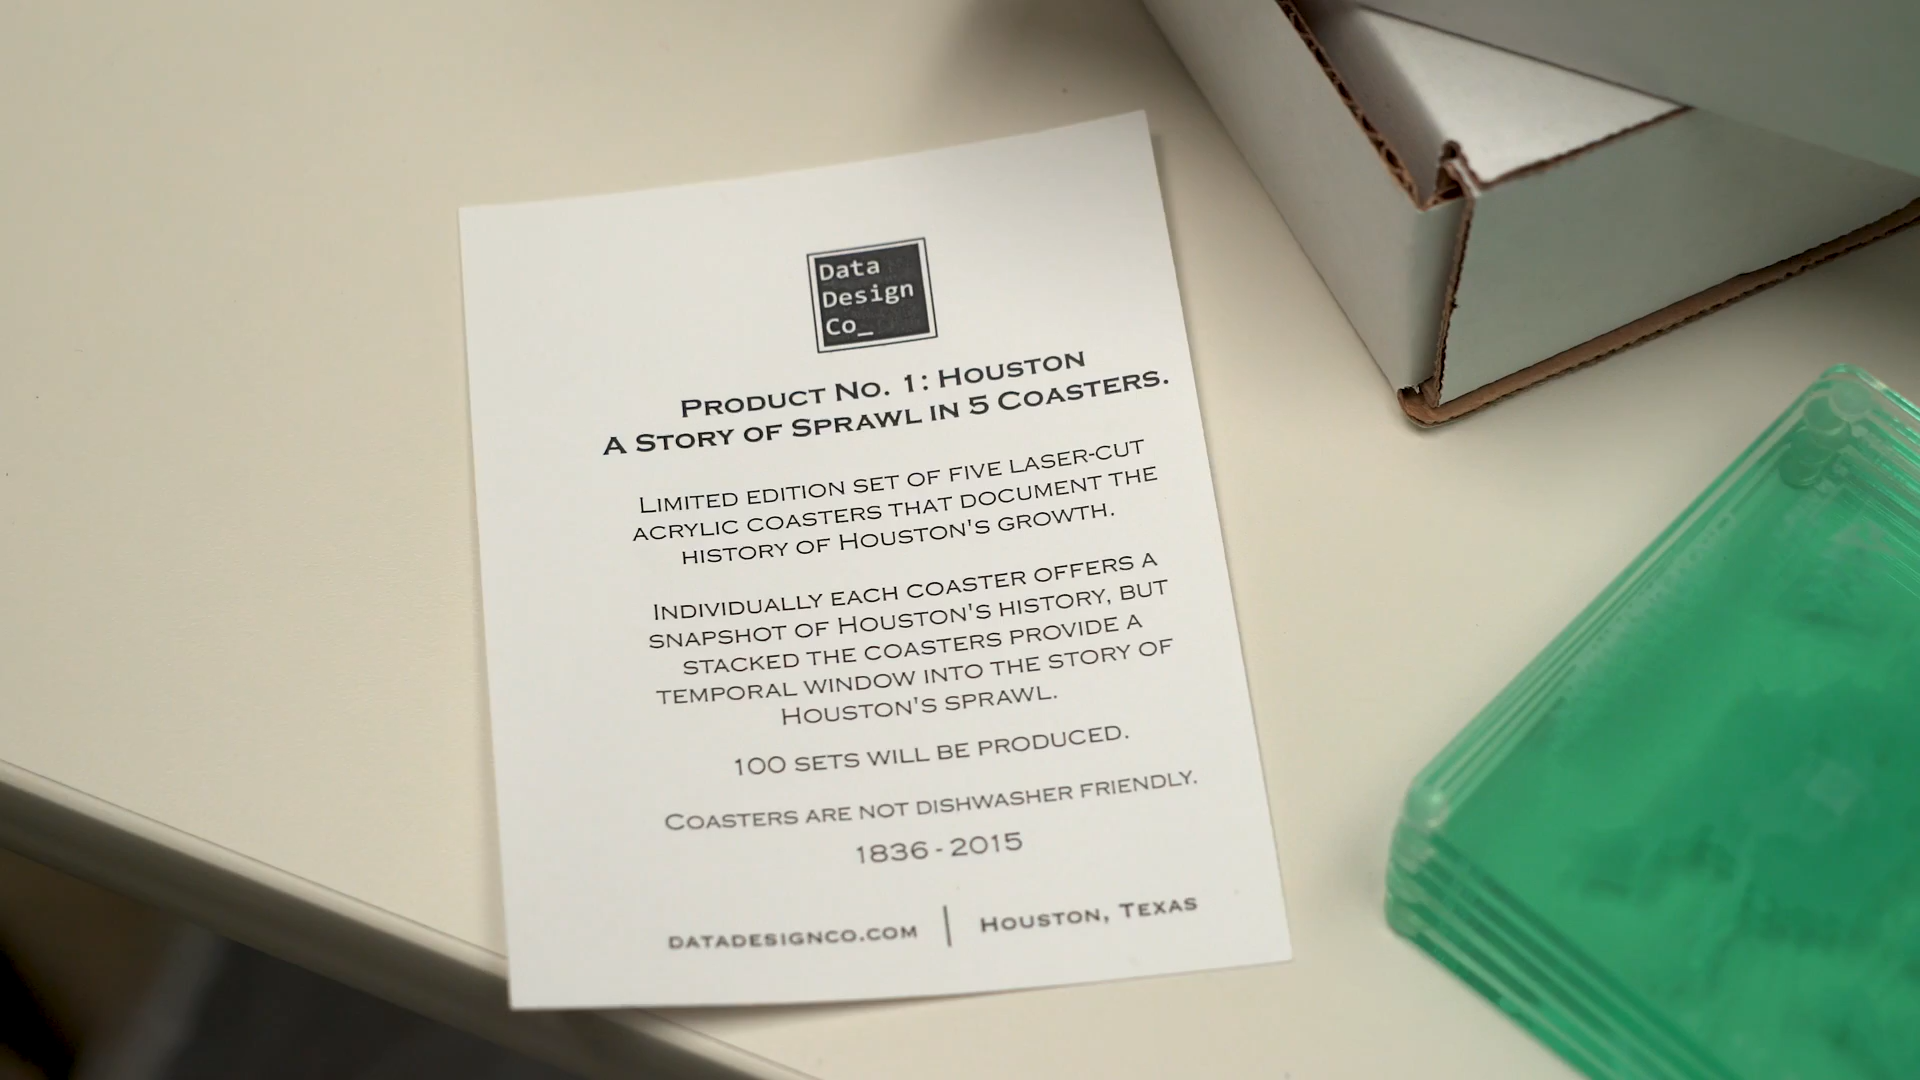 Data
Design
Co_
Product No. 1: Houston
A Story of Sprawl in 5 Coasters.
Limited edition set of five laser-cut
acrylic coasters that document the
history of Houston's growth.
Individually each coaster offers a
snapshot of Houston's history, but
stacked the coasters provide a
temporal window into the story of
Houston's sprawl.
100 sets will be produced.
Coasters are not dishwasher friendly.
1836 - 2015
datadesignco.com | Houston, Texas